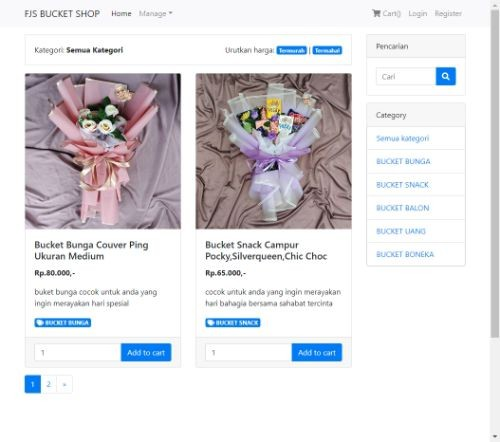 FJS BUCKET SHOP Home Manage Cart() Login Register
Kategori: Semua Kategori Urutkan harga: Termurah | Termahal
Pencarian
Cari
Category
Semua kategori
BUCKET BUNGA
BUCKET SNACK
BUCKET BALON
BUCKET UANG
BUCKET BONEKA
Bucket Bunga Couver Ping
Ukuran Medium
Rp.80.000,-
buket bunga cocok untuk anda yang
ingin merayakan hari spesial
BUCKET BUNGA
1 Add to cart
Bucket Snack Campur
Pocky,Silverqueen,Chic Choc
Rp.65.000,-
cocok untuk anda yang ingin merayakan
hari bahagia bersama sahabat tercinta
BUCKET SNACK
1 Add to cart
1 2 »